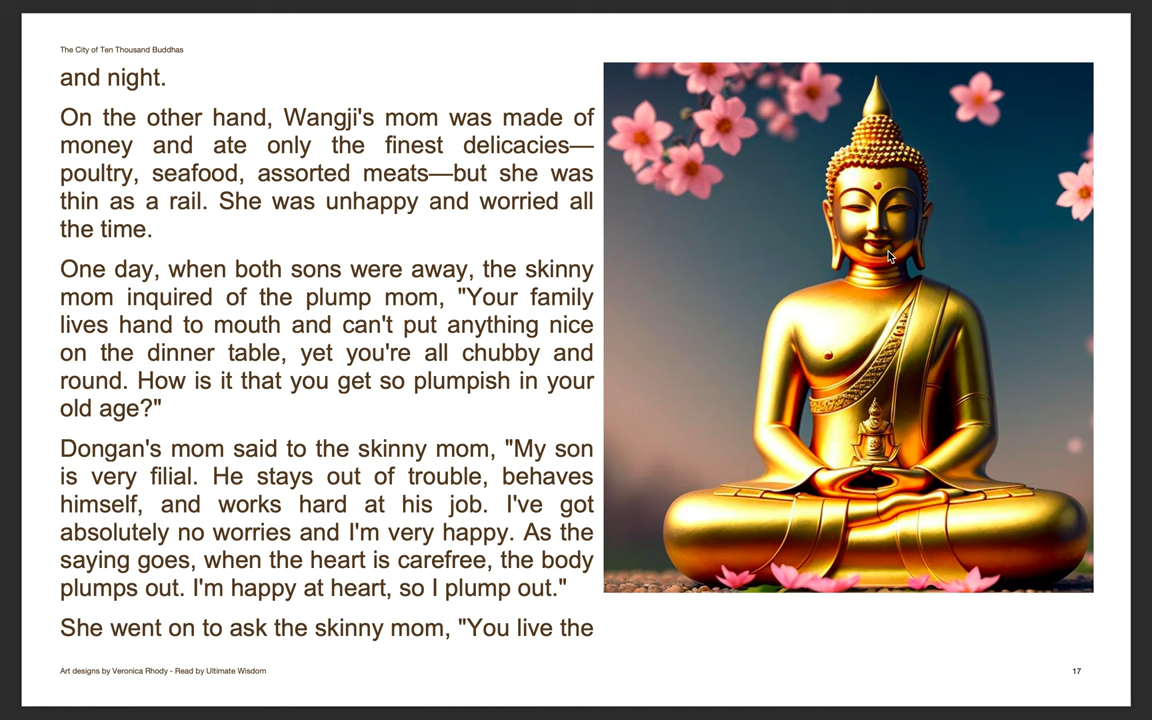 The City of Ten Thousand Buddhas
and night.
On the other hand, Wangji's mom was made of
money and ate only the finest delicacies—
poultry, seafood, assorted meats—but she was
thin as a rail. She was unhappy and worried all
the time.
One day, when both sons were away, the skinny
mom inquired of the plump mom, "Your family
lives hand to mouth and can't put anything nice
on the dinner table, yet you're all chubby and
round. How is it that you get so plumpish in your
old age?"
Dongan's mom said to the skinny mom, "My son
is very filial. He stays out of trouble, behaves
himself, and works hard at his job. I've got
absolutely no worries and I'm very happy. As the
saying goes, when the heart is carefree, the body
plumps out. I'm happy at heart, so I plump out."
She went on to ask the skinny mom, "You live the
Art designs by Veronica Rhody - Read by Ultimate Wisdom
17